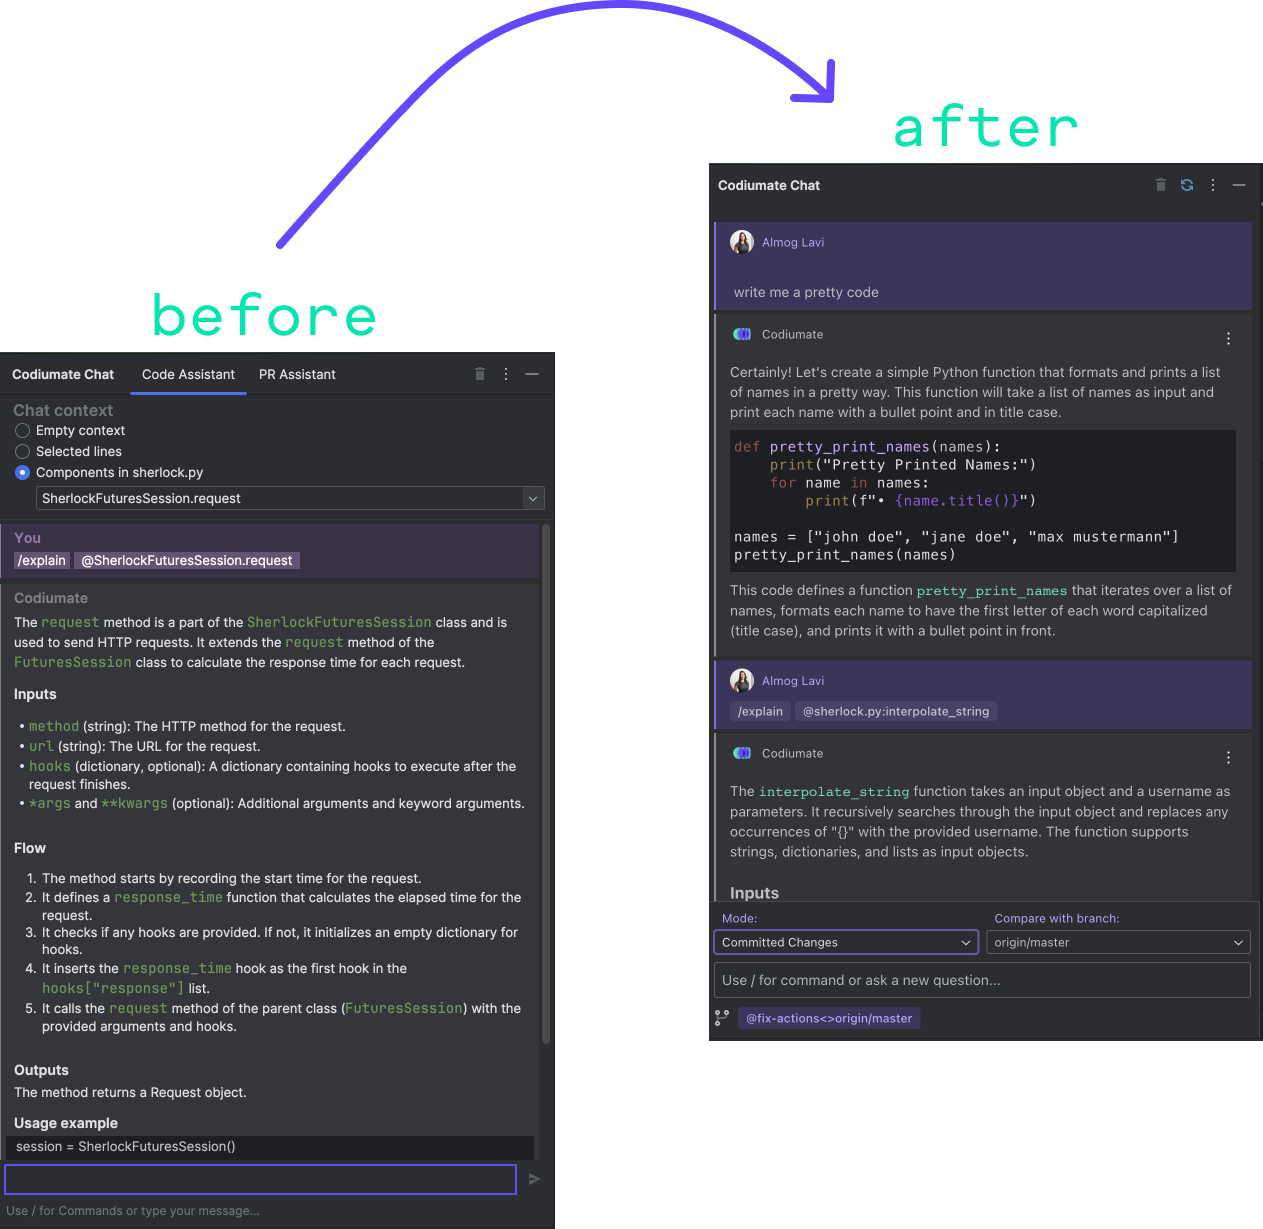 after
before
Codiumate Chat
Code Assistant
PR Assistant
Chat context
Empty context
Selected lines
Components in sherlock.py
SherlockFuturesSession.request
You
/explain @SherlockFuturesSession.request
Codiumate
The request method is a part of the SherlockFuturesSession class and is
used to send HTTP requests. It extends the request method of the
FuturesSession class to calculate the response time for each request.
Inputs
• method (string): The HTTP method for the request.
• url (string): The URL for the request.
• hooks (dictionary, optional): A dictionary containing hooks to execute after the
request finishes.
• *args and **kwargs (optional): Additional arguments and keyword arguments.
Flow
1. The method starts by recording the start time for the request.
2. It defines a response_time function that calculates the elapsed time for the
request.
3. It checks if any hooks are provided. If not, it initializes an empty dictionary for
hooks.
4. It inserts the response_time hook as the first hook in the
hooks["response"] list.
5. It calls the request method of the parent class (FuturesSession) with the
provided arguments and hooks.
Outputs
The method returns a Request object.
Usage example
session = SherlockFuturesSession()
Use / for Commands or type your message...
Codiumate Chat
Almog Lavi
write me a pretty code
Codiumate
Certainly! Let's create a simple Python function that formats and prints a list
of names in a pretty way. This function will take a list of names as input and
print each name with a bullet point and in title case.
def pretty_print_names(names):
    print("Pretty Printed Names:")
    for name in names:
        print(f"• {name.title()}")
names = ["john doe", "jane doe", "max mustermann"]
pretty_print_names(names)
This code defines a function pretty_print_names that iterates over a list of
names, formats each name to have the first letter of each word capitalized
(title case), and prints it with a bullet point in front.
Almog Lavi
/explain @sherlock.py:interpolate_string
Codiumate
The interpolate_string function takes an input object and a username as
parameters. It recursively searches through the input object and replaces any
occurrences of "{}" with the provided username. The function supports
strings, dictionaries, and lists as input objects.
Inputs
Mode:
Compare with branch:
Committed Changes
origin/master
Use / for command or ask a new question...
@fix-actions<>origin/master